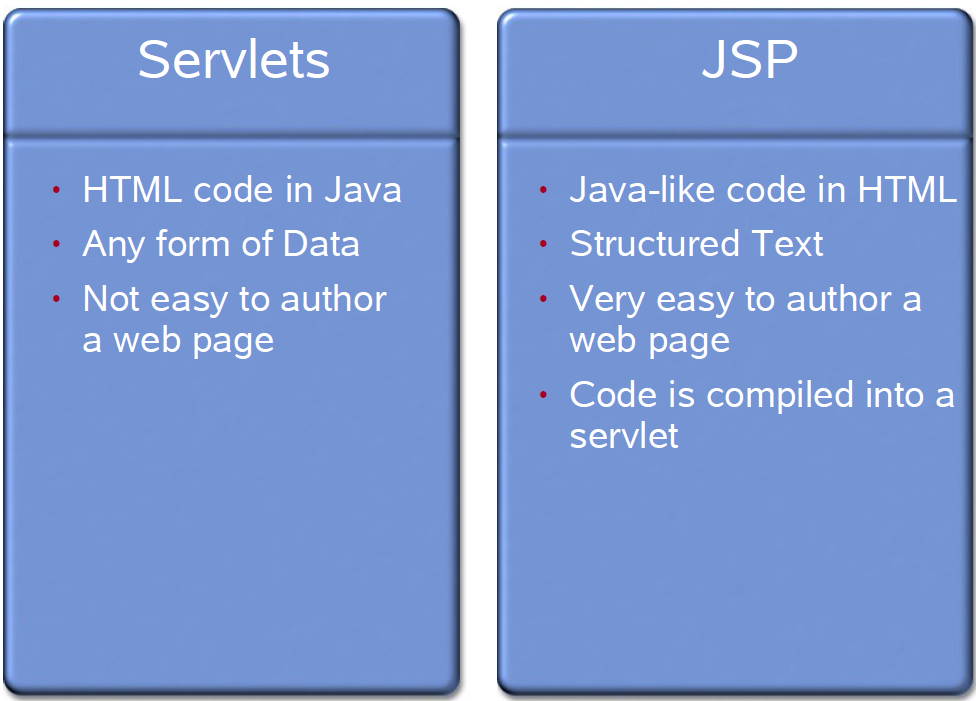 Servlets
• HTML code in Java
• Any form of Data
• Not easy to author
a web page
JSP
• Java-like code in HTML
• Structured Text
• Very easy to author a
web page
• Code is compiled into a
servlet